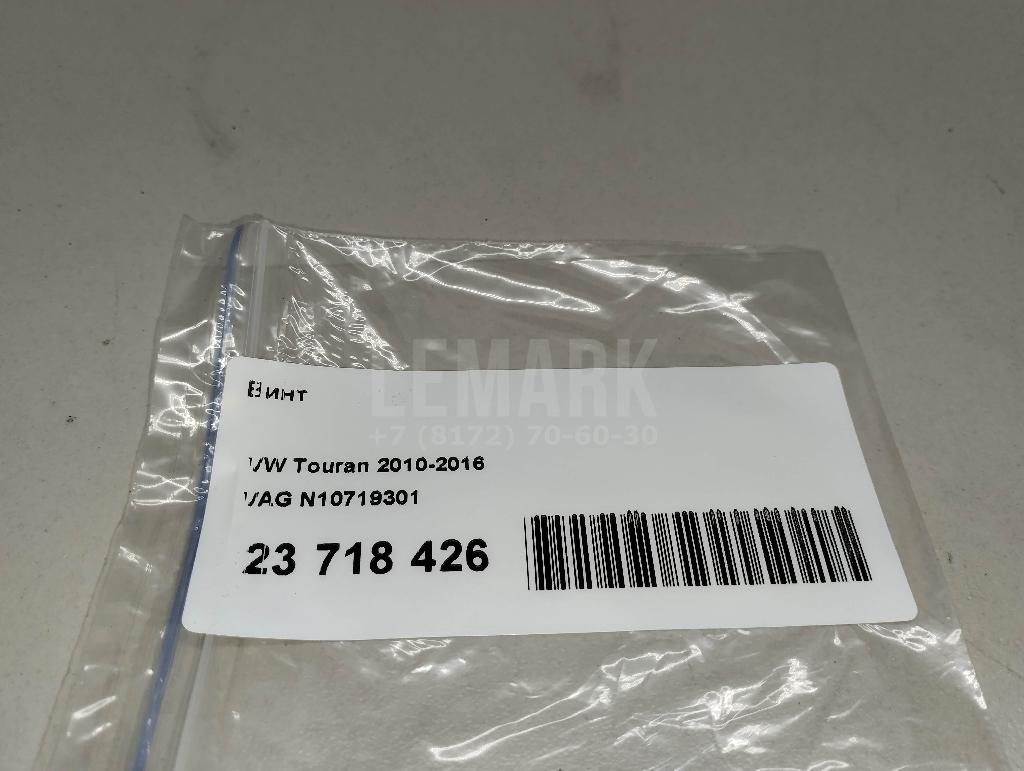 LEMARK
+7 (8172) 70-60-30
Винт
VW Touran 2010-2016
VAG N10719301
23 718 426